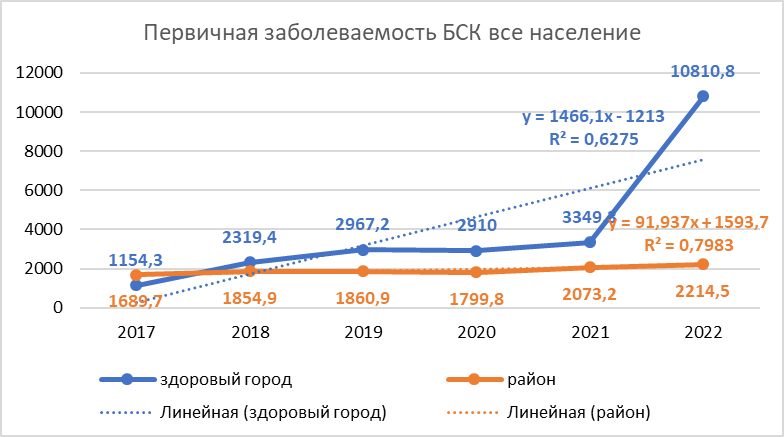 Первичная заболеваемость БСК все население
12000
10000
8000
6000
4000
2000
0
10810,8
y = 1466,1x - 1213
R² = 0,6275
1154,3
2319,4
2967,2
2910
3349
y = 91,937x + 1593,7
R² = 0,7983
1689,7
1854,9
1860,9
1799,8
2073,2
2214,5
2017 2018 2019 2020 2021 2022
здоровый город район
Линейная (здоровый город) Линейная (район)